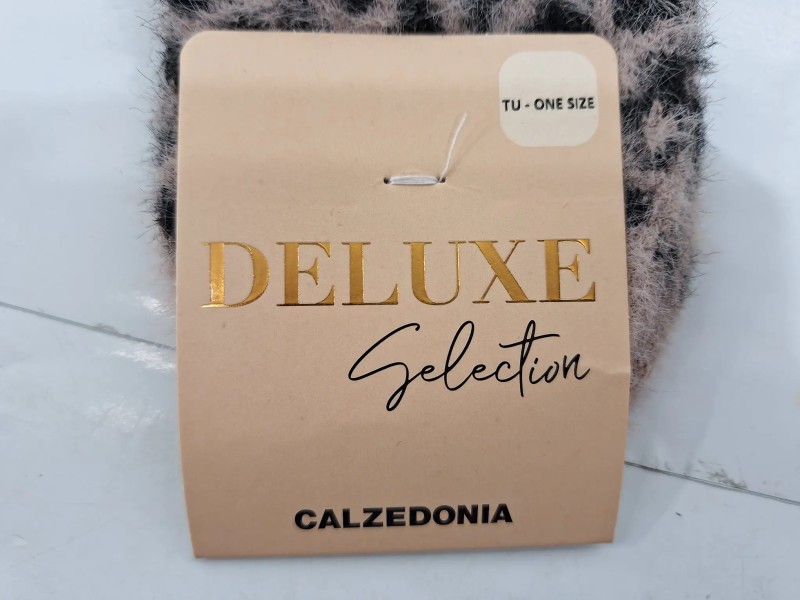 TU - ONE SIZE
DELUXE
Selection
CALZEDONIA